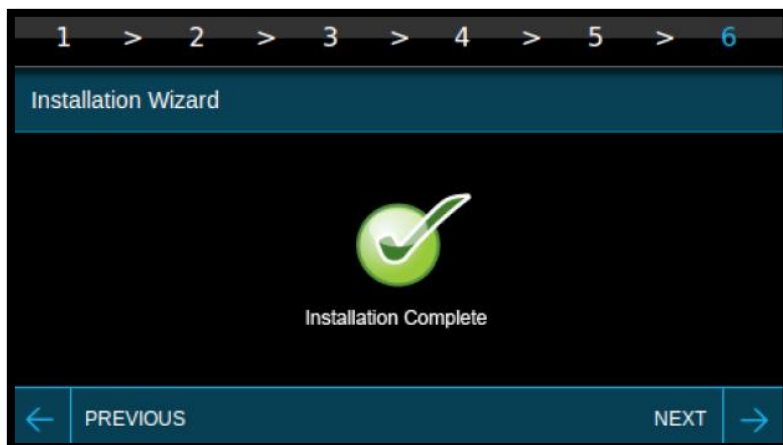 1 > 2 > 3 > 4 > 5 > 6
Installation Wizard
Installation Complete
PREVIOUS NEXT